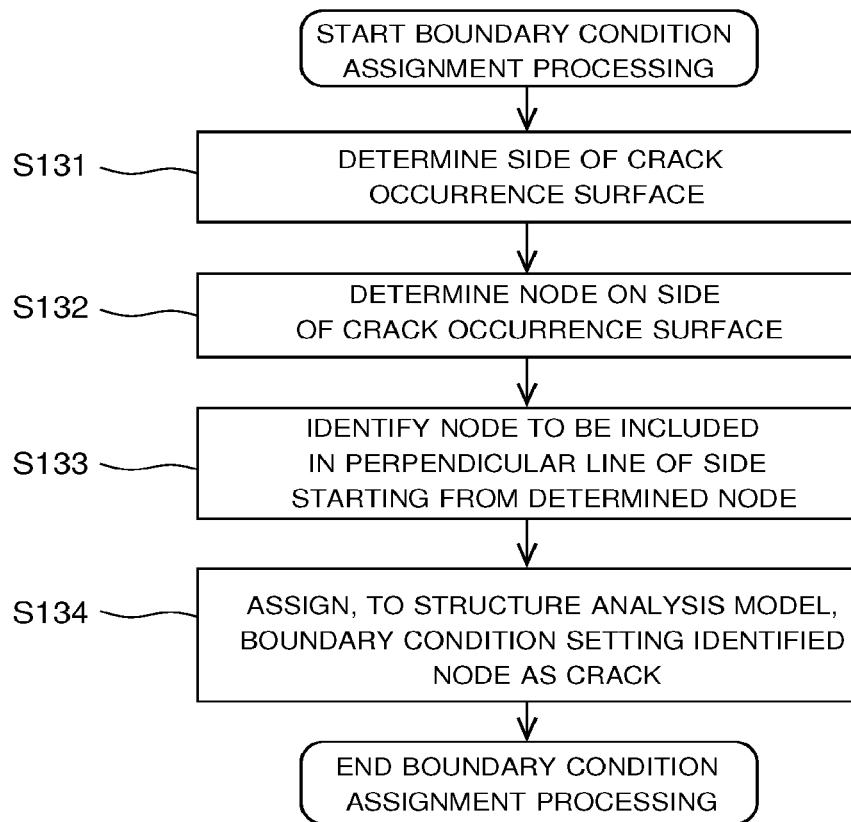 START BOUNDARY CONDITION
ASSIGNMENT PROCESSING
S131
DETERMINE SIDE OF CRACK
OCCURRENCE SURFACE
S132
DETERMINE NODE ON SIDE
OF CRACK OCCURRENCE SURFACE
S133
IDENTIFY NODE TO BE INCLUDED
IN PERPENDICULAR LINE OF SIDE
STARTING FROM DETERMINED NODE
S134
ASSIGN, TO STRUCTURE ANALYSIS MODEL,
BOUNDARY CONDITION SETTING IDENTIFIED
NODE AS CRACK
END BOUNDARY CONDITION
ASSIGNMENT PROCESSING